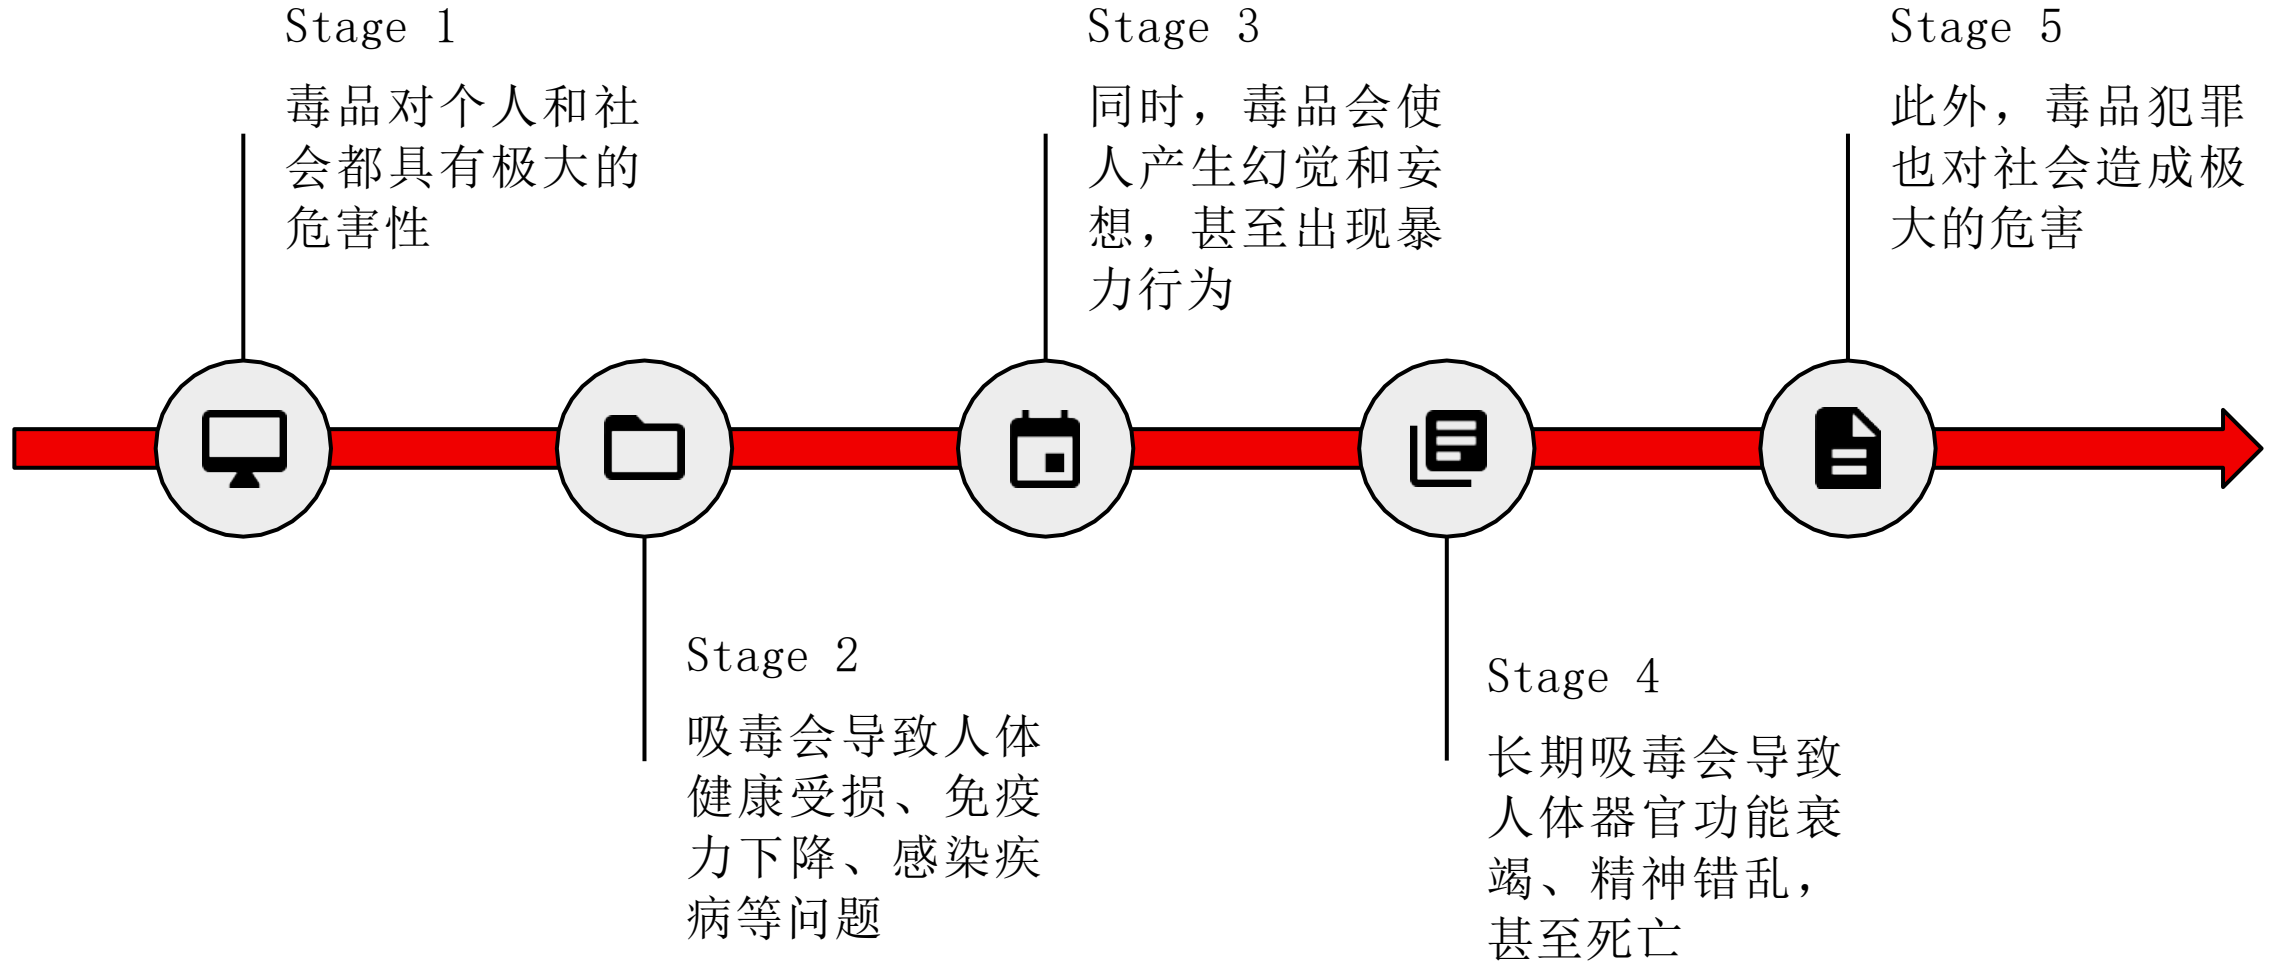 Stage 1
毒品对个人和社
会都具有极大的
危害性
Stage 2
吸毒会导致人体
健康受损、免疫
力下降、感染疾
病等问题
Stage 3
同时，毒品会使
人产生幻觉和妄
想，甚至出现暴
力行为
Stage 4
长期吸毒会导致
人体器官功能衰
竭、精神错乱，
甚至死亡
Stage 5
此外，毒品犯罪
也对社会造成极
大的危害